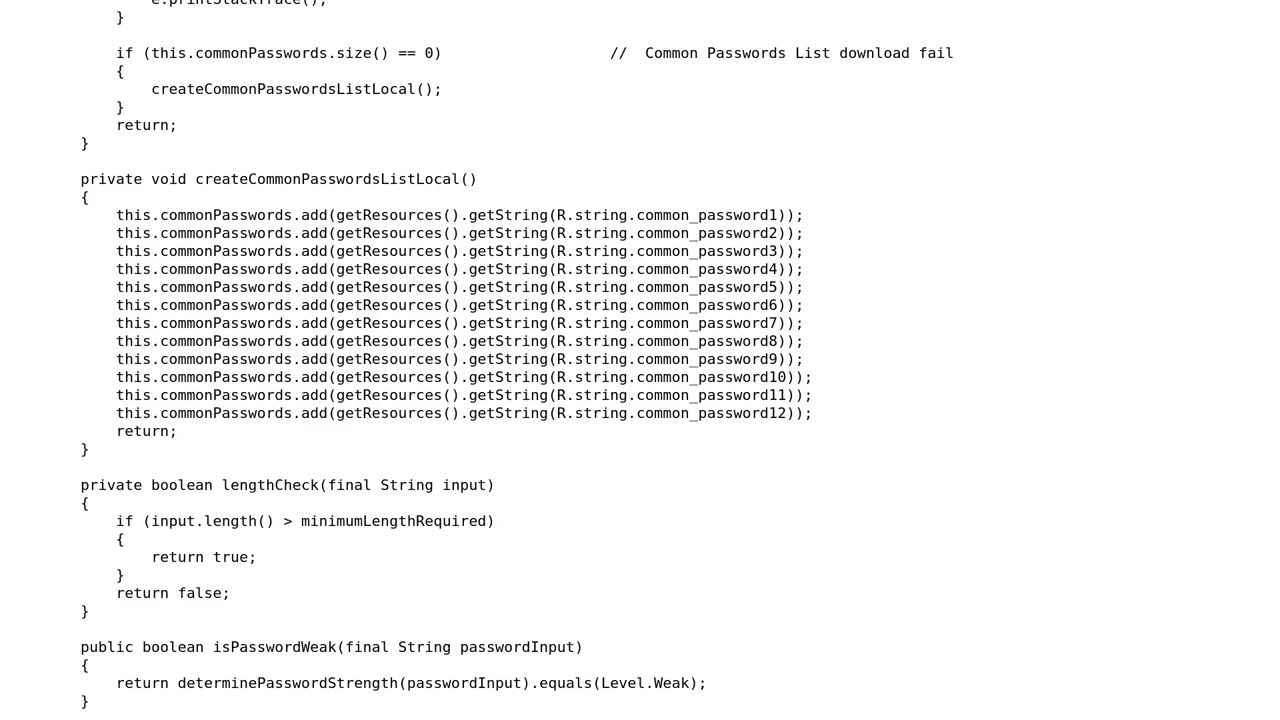 e.printStackTrace();
}
if (this.commonPasswords.size() == 0) // Common Passwords List download fail
{
createCommonPasswordsListLocal();
}
return;
}
private void createCommonPasswordsListLocal()
{
this.commonPasswords.add(getResources().getString(R.string.common_password1));
this.commonPasswords.add(getResources().getString(R.string.common_password2));
this.commonPasswords.add(getResources().getString(R.string.common_password3));
this.commonPasswords.add(getResources().getString(R.string.common_password4));
this.commonPasswords.add(getResources().getString(R.string.common_password5));
this.commonPasswords.add(getResources().getString(R.string.common_password6));
this.commonPasswords.add(getResources().getString(R.string.common_password7));
this.commonPasswords.add(getResources().getString(R.string.common_password8));
this.commonPasswords.add(getResources().getString(R.string.common_password9));
this.commonPasswords.add(getResources().getString(R.string.common_password10));
this.commonPasswords.add(getResources().getString(R.string.common_password11));
this.commonPasswords.add(getResources().getString(R.string.common_password12));
return;
}
private boolean lengthCheck(final String input)
{
if (input.length() > minimumLengthRequired)
{
return true;
}
return false;
}
public boolean isPasswordWeak(final String passwordInput)
{
return determinePasswordStrength(passwordInput).equals(Level.Weak);
}